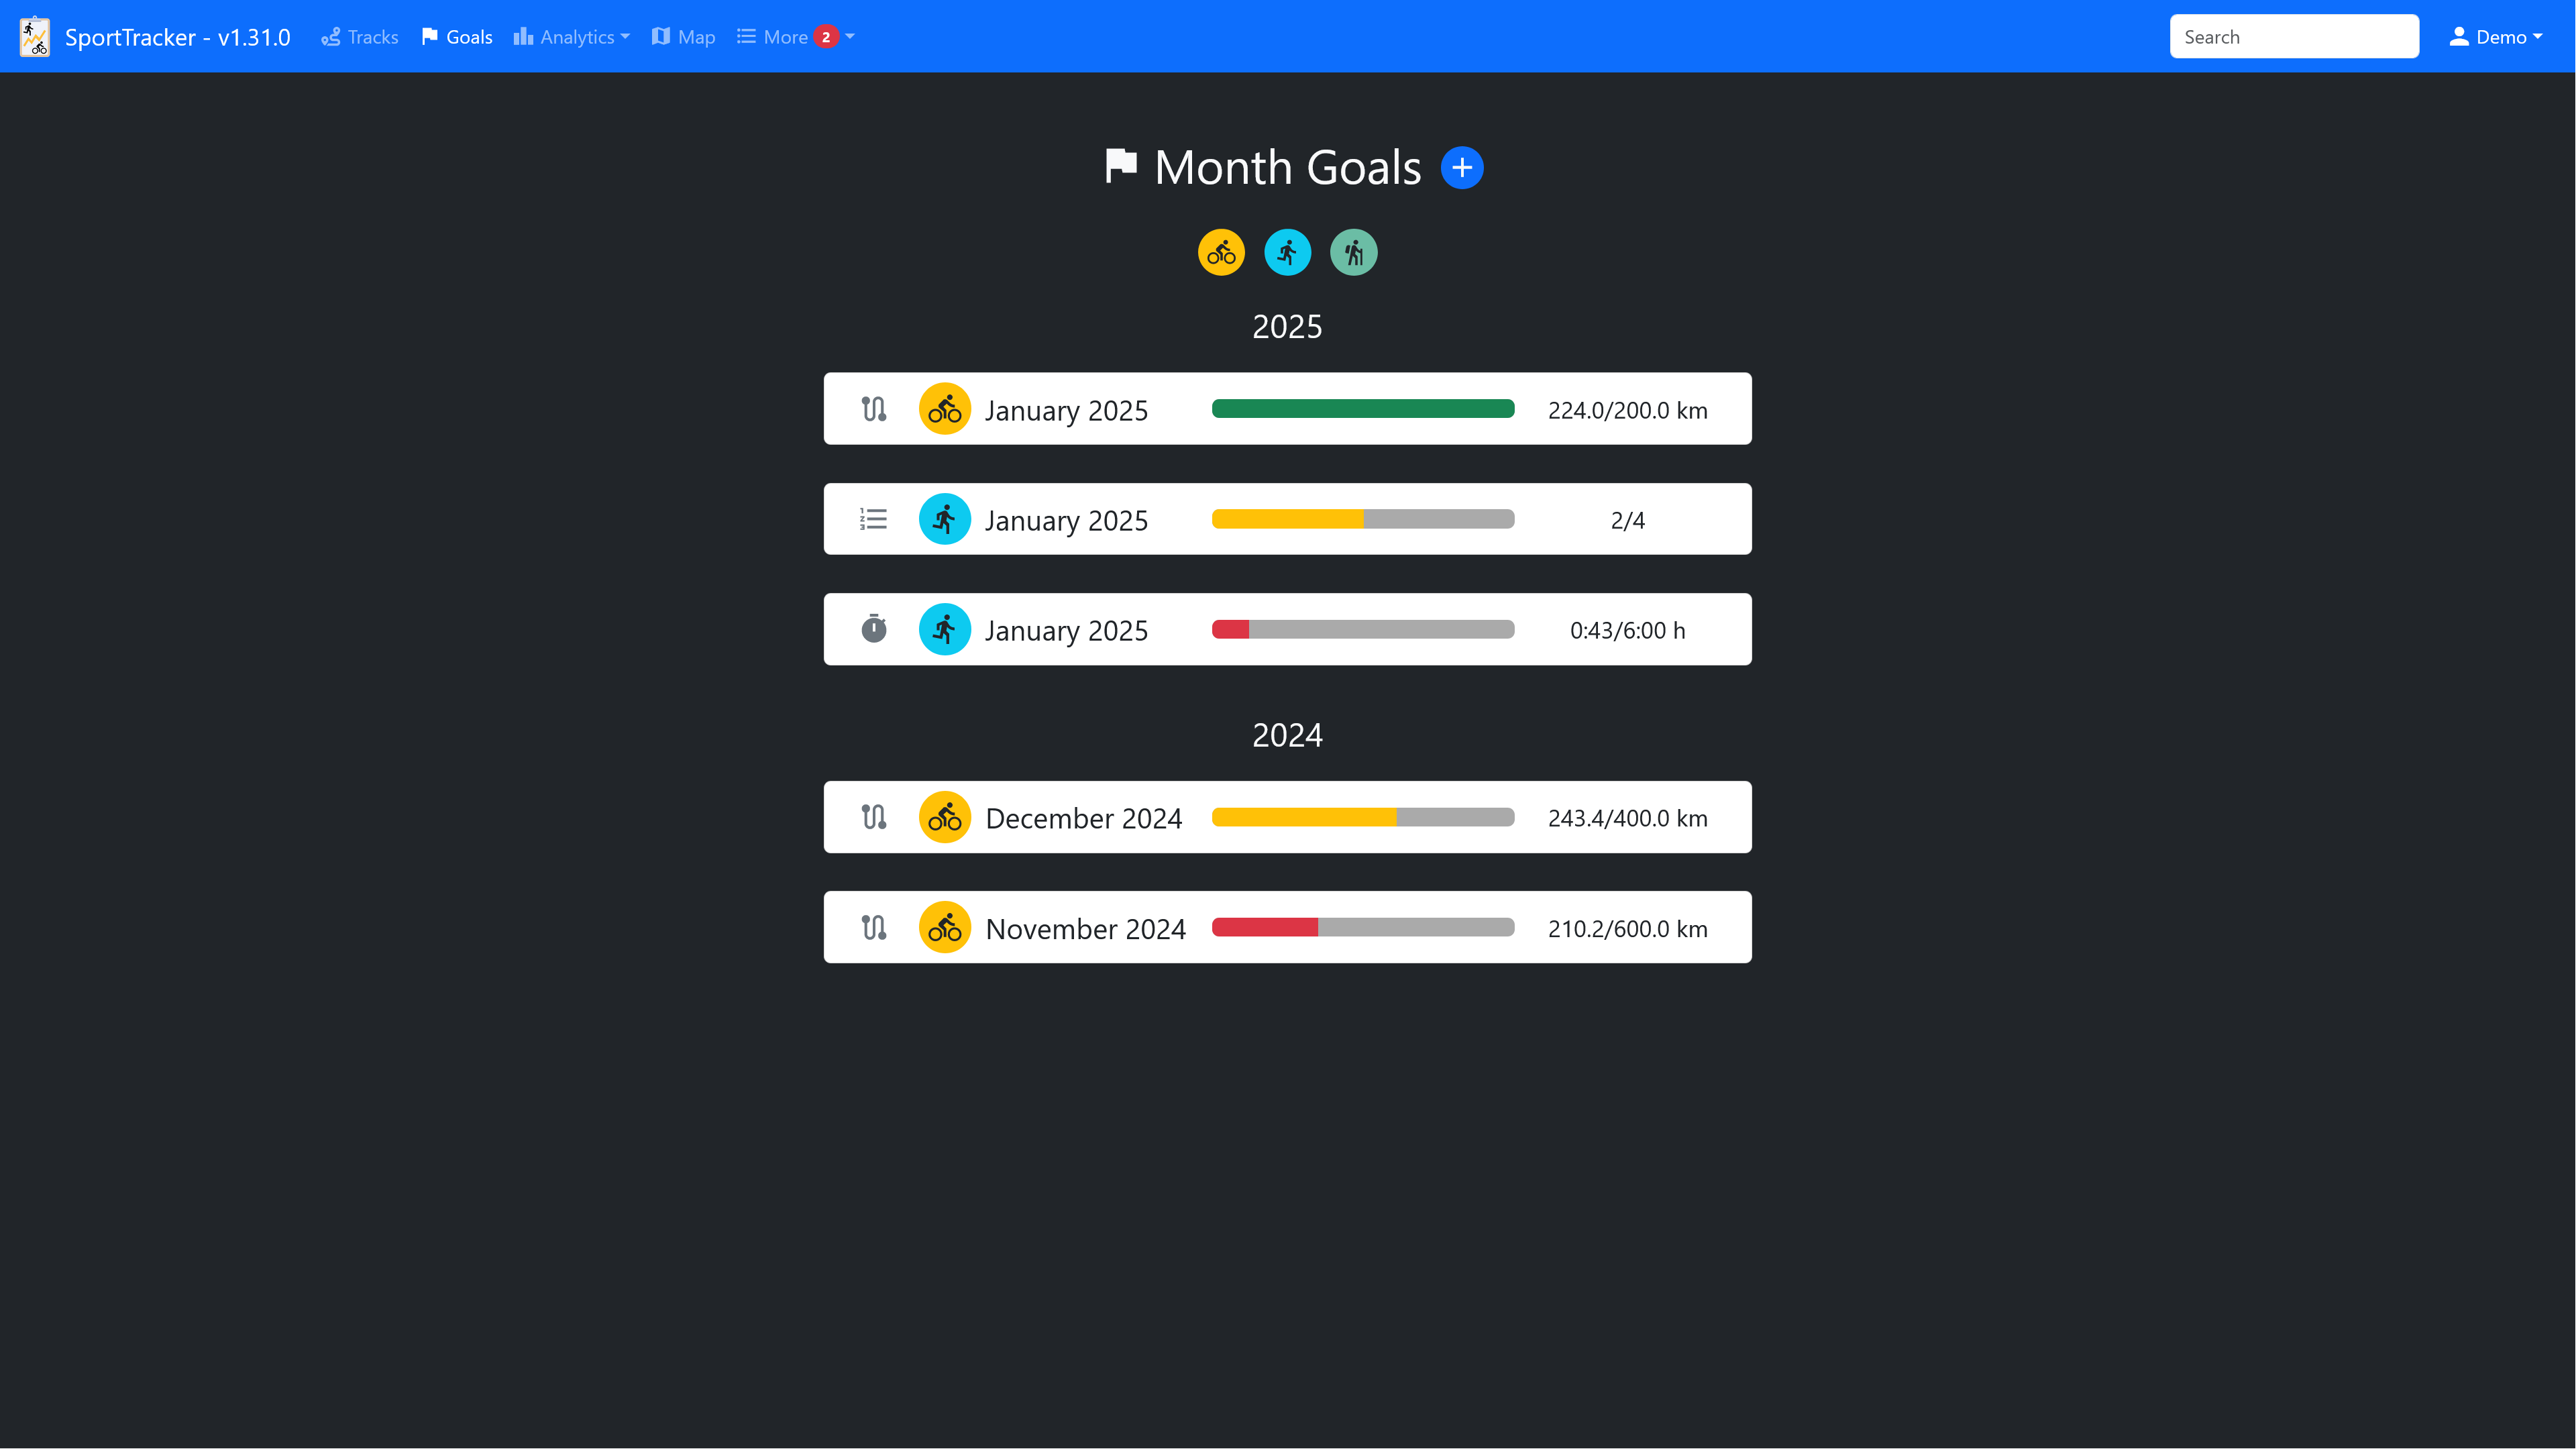 SportTracker - v1.31.0 Tracks Goals Analytics Map More 2 Search Demo
Month Goals
2025
January 2025 224.0/200.0 km
January 2025 2/4
January 2025 0:43/6:00 h
2024
December 2024 243.4/400.0 km
November 2024 210.2/600.0 km